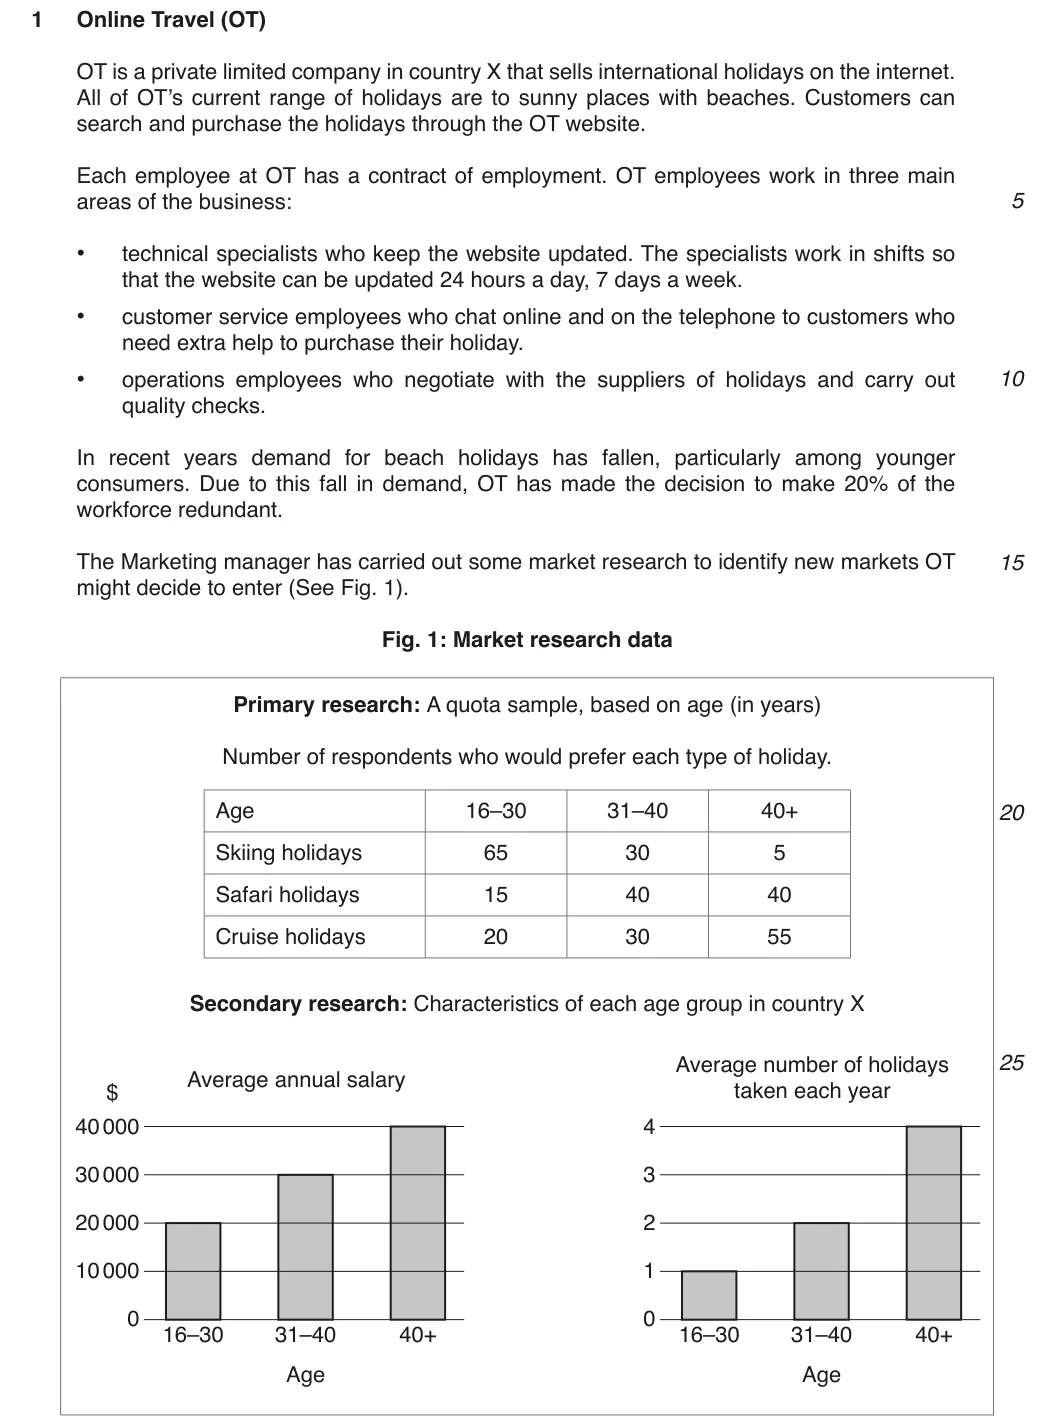 1 Online Travel (OT)
OT is a private limited company in country X that sells international holidays on the internet.
All of OT’s current range of holidays are to sunny places with beaches. Customers can
search and purchase the holidays through the OT website.
Each employee at OT has a contract of employment. OT employees work in three main
areas of the business: 5
• technical specialists who keep the website updated. The specialists work in shifts so
that the website can be updated 24 hours a day, 7 days a week.
• customer service employees who chat online and on the telephone to customers who
need extra help to purchase their holiday.
• operations employees who negotiate with the suppliers of holidays and carry out 10
quality checks.
In recent years demand for beach holidays has fallen, particularly among younger
consumers. Due to this fall in demand, OT has made the decision to make 20% of the
workforce redundant.
The Marketing manager has carried out some market research to identify new markets OT 15
might decide to enter (See Fig. 1).
Fig. 1: Market research data
Primary research: A quota sample, based on age (in years)
Number of respondents who would prefer each type of holiday.
Age 16–30 31–40 40+ 20
Skiing holidays 65 30 5
Safari holidays 15 40 40
Cruise holidays 20 30 55
Secondary research: Characteristics of each age group in country X
Average annual salary
$
40 000
30 000
20 000
10 000
0
16–30 31–40 40+
Age
Average number of holidays 25
taken each year
4
3
2
1
0
16–30 31–40 40+
Age